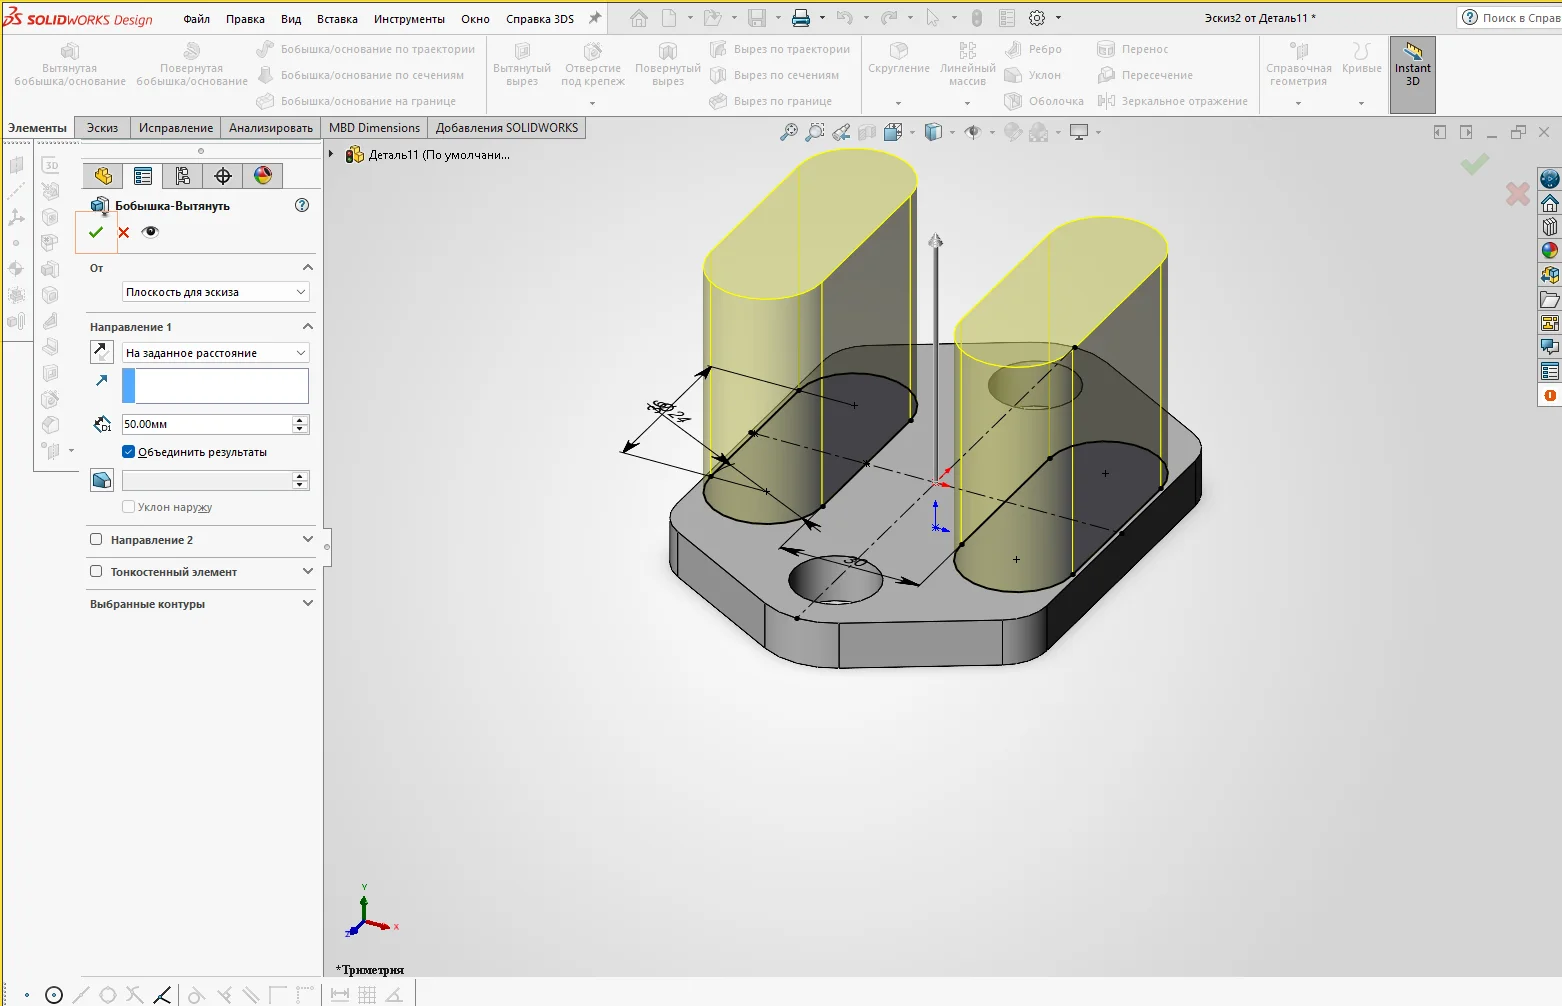 SOLIDWORKS Design Файл Правка Вид Вставка Инструменты Окно Справка 3DS Эскиз2 от Деталь11 * Поиск в Справ
Вытянутая бобышка/основание
Повернутая бобышка/основание
Бобышка/основание по траектории
Бобышка/основание по сечениям
Бобышка/основание на границе
Вытянутый вырез
Отверстие под крепеж
Повернутый вырез
Вырез по траектории
Вырез по сечениям
Вырез по границе
Скругление
Линейный массив
Ребро
Уклон
Оболочка
Перенос
Пересечение
Зеркальное отражение
Справочная геометрия
Кривые
Instant 3D
Элементы Эскиз Исправление Анализировать MBD Dimensions Добавления SOLIDWORKS
Деталь11 (По умолчани...
3D
Бобышка-Вытянуть
От
Плоскость для эскиза
Направление 1
На заданное расстояние
D1
50.00мм
Объединить результаты
Уклон наружу
Направление 2
Тонкостенный элемент
Выбранные контуры
24
30
Y
X
Z
*Триметрия